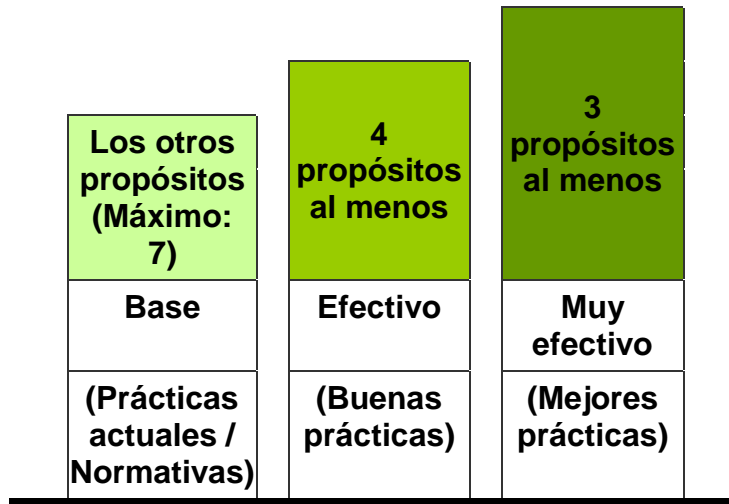 Los otros
propósitos
(Máximo:
7)
Base
(Prácticas
actuales /
Normativas)
4
propósitos
al menos
Efectivo
(Buenas
prácticas)
3
propósitos
al menos
Muy
efectivo
(Mejores
prácticas)